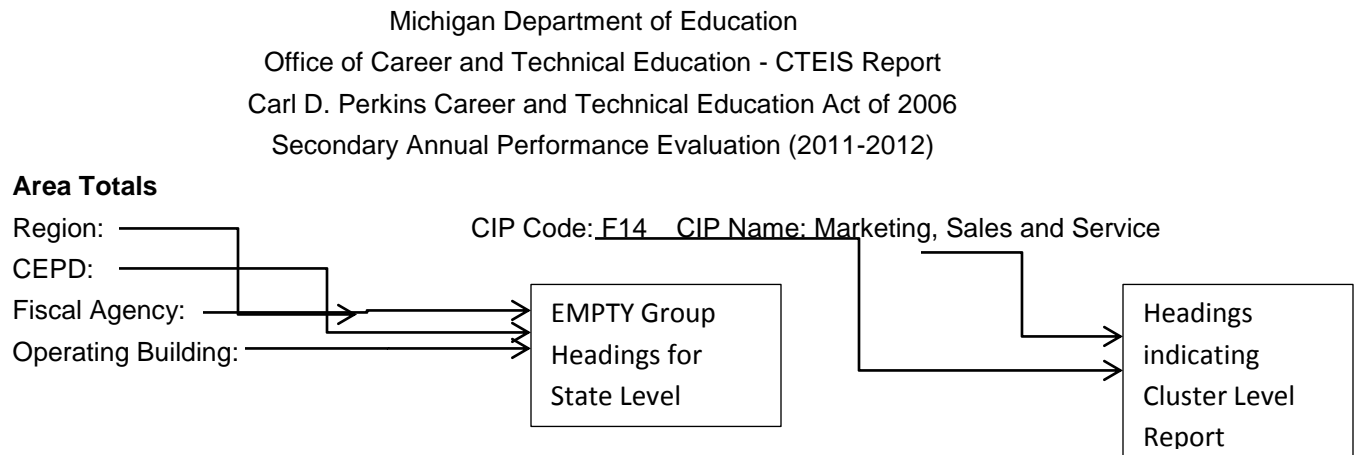 Michigan Department of Education
Office of Career and Technical Education - CTEIS Report
Carl D. Perkins Career and Technical Education Act of 2006
Secondary Annual Performance Evaluation (2011-2012)
Area Totals
Region:
CIP Code: F14 CIP Name: Marketing, Sales and Service
CEPD:
Fiscal Agency:
Operating Building:
EMPTY Group
Headings for
State Level
Headings
indicating
Cluster Level
Report